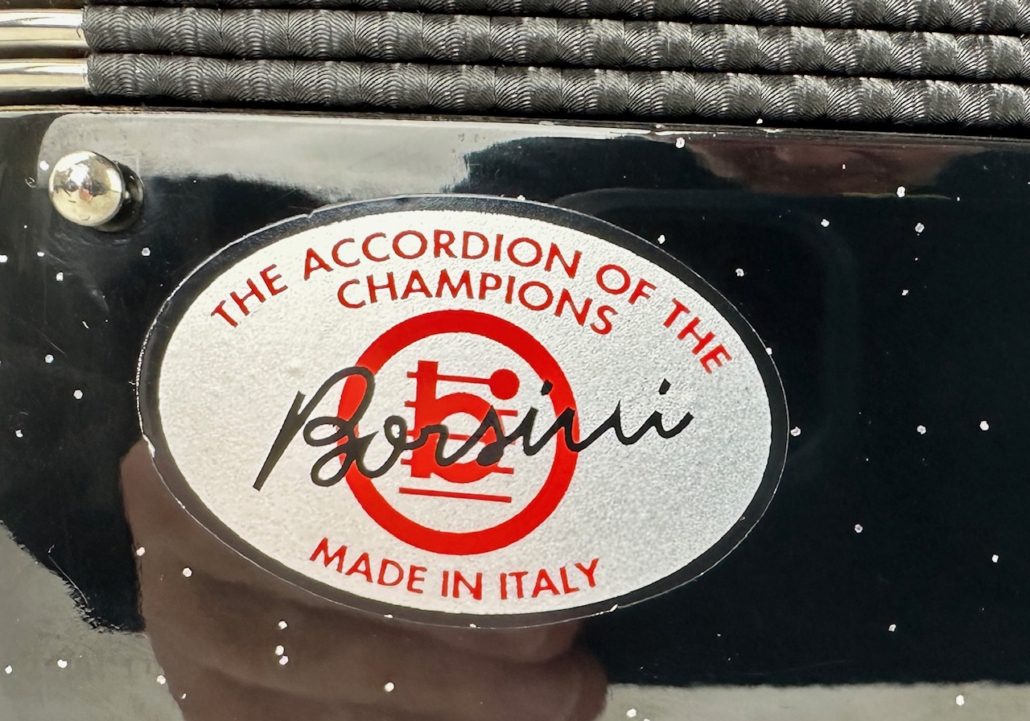 THE ACCORDION OF THE
CHAMPIONS
Borsini
MADE IN ITALY